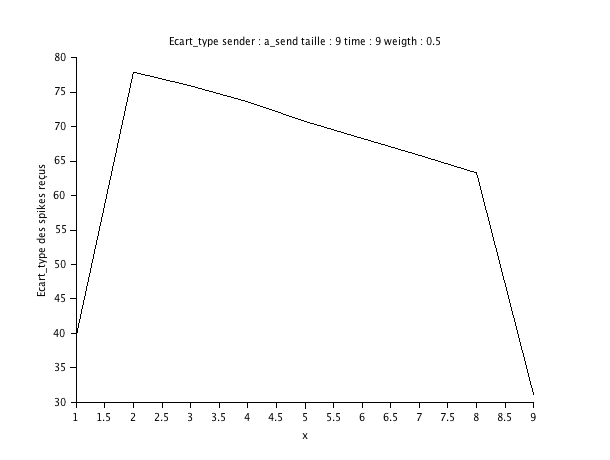 Ecart_type sender : a_send taille : 9 time : 9 weigth : 0.5
80
75
70
65
60
55
50
45
40
35
30
Ecart_type des spikes reçus
1 1.5 2 2.5 3 3.5 4 4.5 5 5.5 6 6.5 7 7.5 8 8.5 9
x